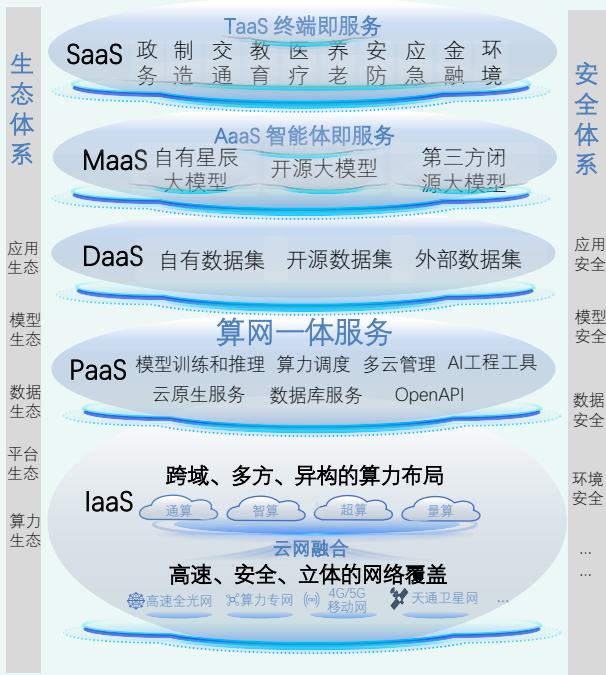 生态体系
应用生态
模型生态
数据生态
平台生态
算力生态
TaaS 终端即服务
SaaS
政务 制造 交通 教育 医疗 养老 安防 应急 金融 环境
AaaS 智能体即服务
MaaS
自有星辰
大模型
开源大模型
第三方闭
源大模型
DaaS 自有数据集 开源数据集 外部数据集
算网一体服务
PaaS
模型训练和推理 算力调度 多云管理 AI工程工具
云原生服务 数据库服务 OpenAPI
跨域、多方、异构的算力布局
IaaS
通算 智算 超算 量算
云网融合
高速、安全、立体的网络覆盖
高速全光网 算力专网 4G/5G
移动网
天通卫星网 ...
安全体系
应用安全
模型安全
数据安全
环境安全
...
...